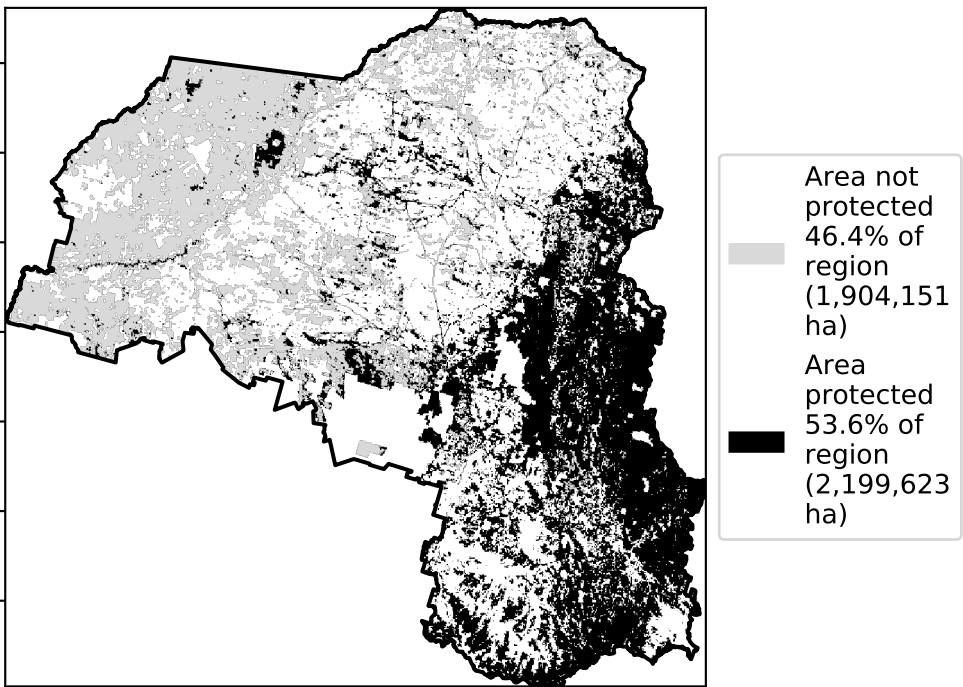 Area not
protected
46.4% of
region
(1,904,151
ha)
Area
protected
53.6% of
region
(2,199,623
ha)